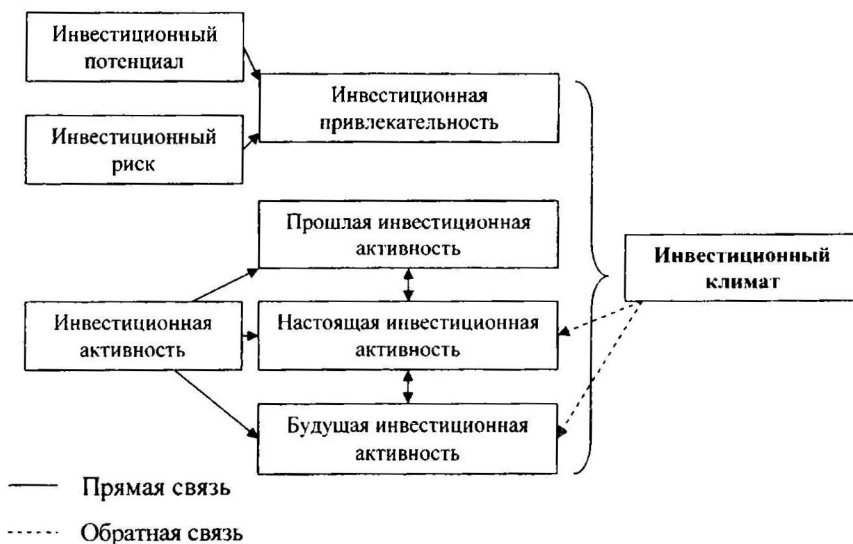 Инвестиционный
потенциал
Инвестиционная
привлекательность
Инвестиционный
риск
Прошлая инвестиционная
активность
Инвестиционный
климат
Инвестиционная
активность
Настоящая инвестиционная
активность
Будущая инвестиционная
активность
Прямая связь
Обратная связь